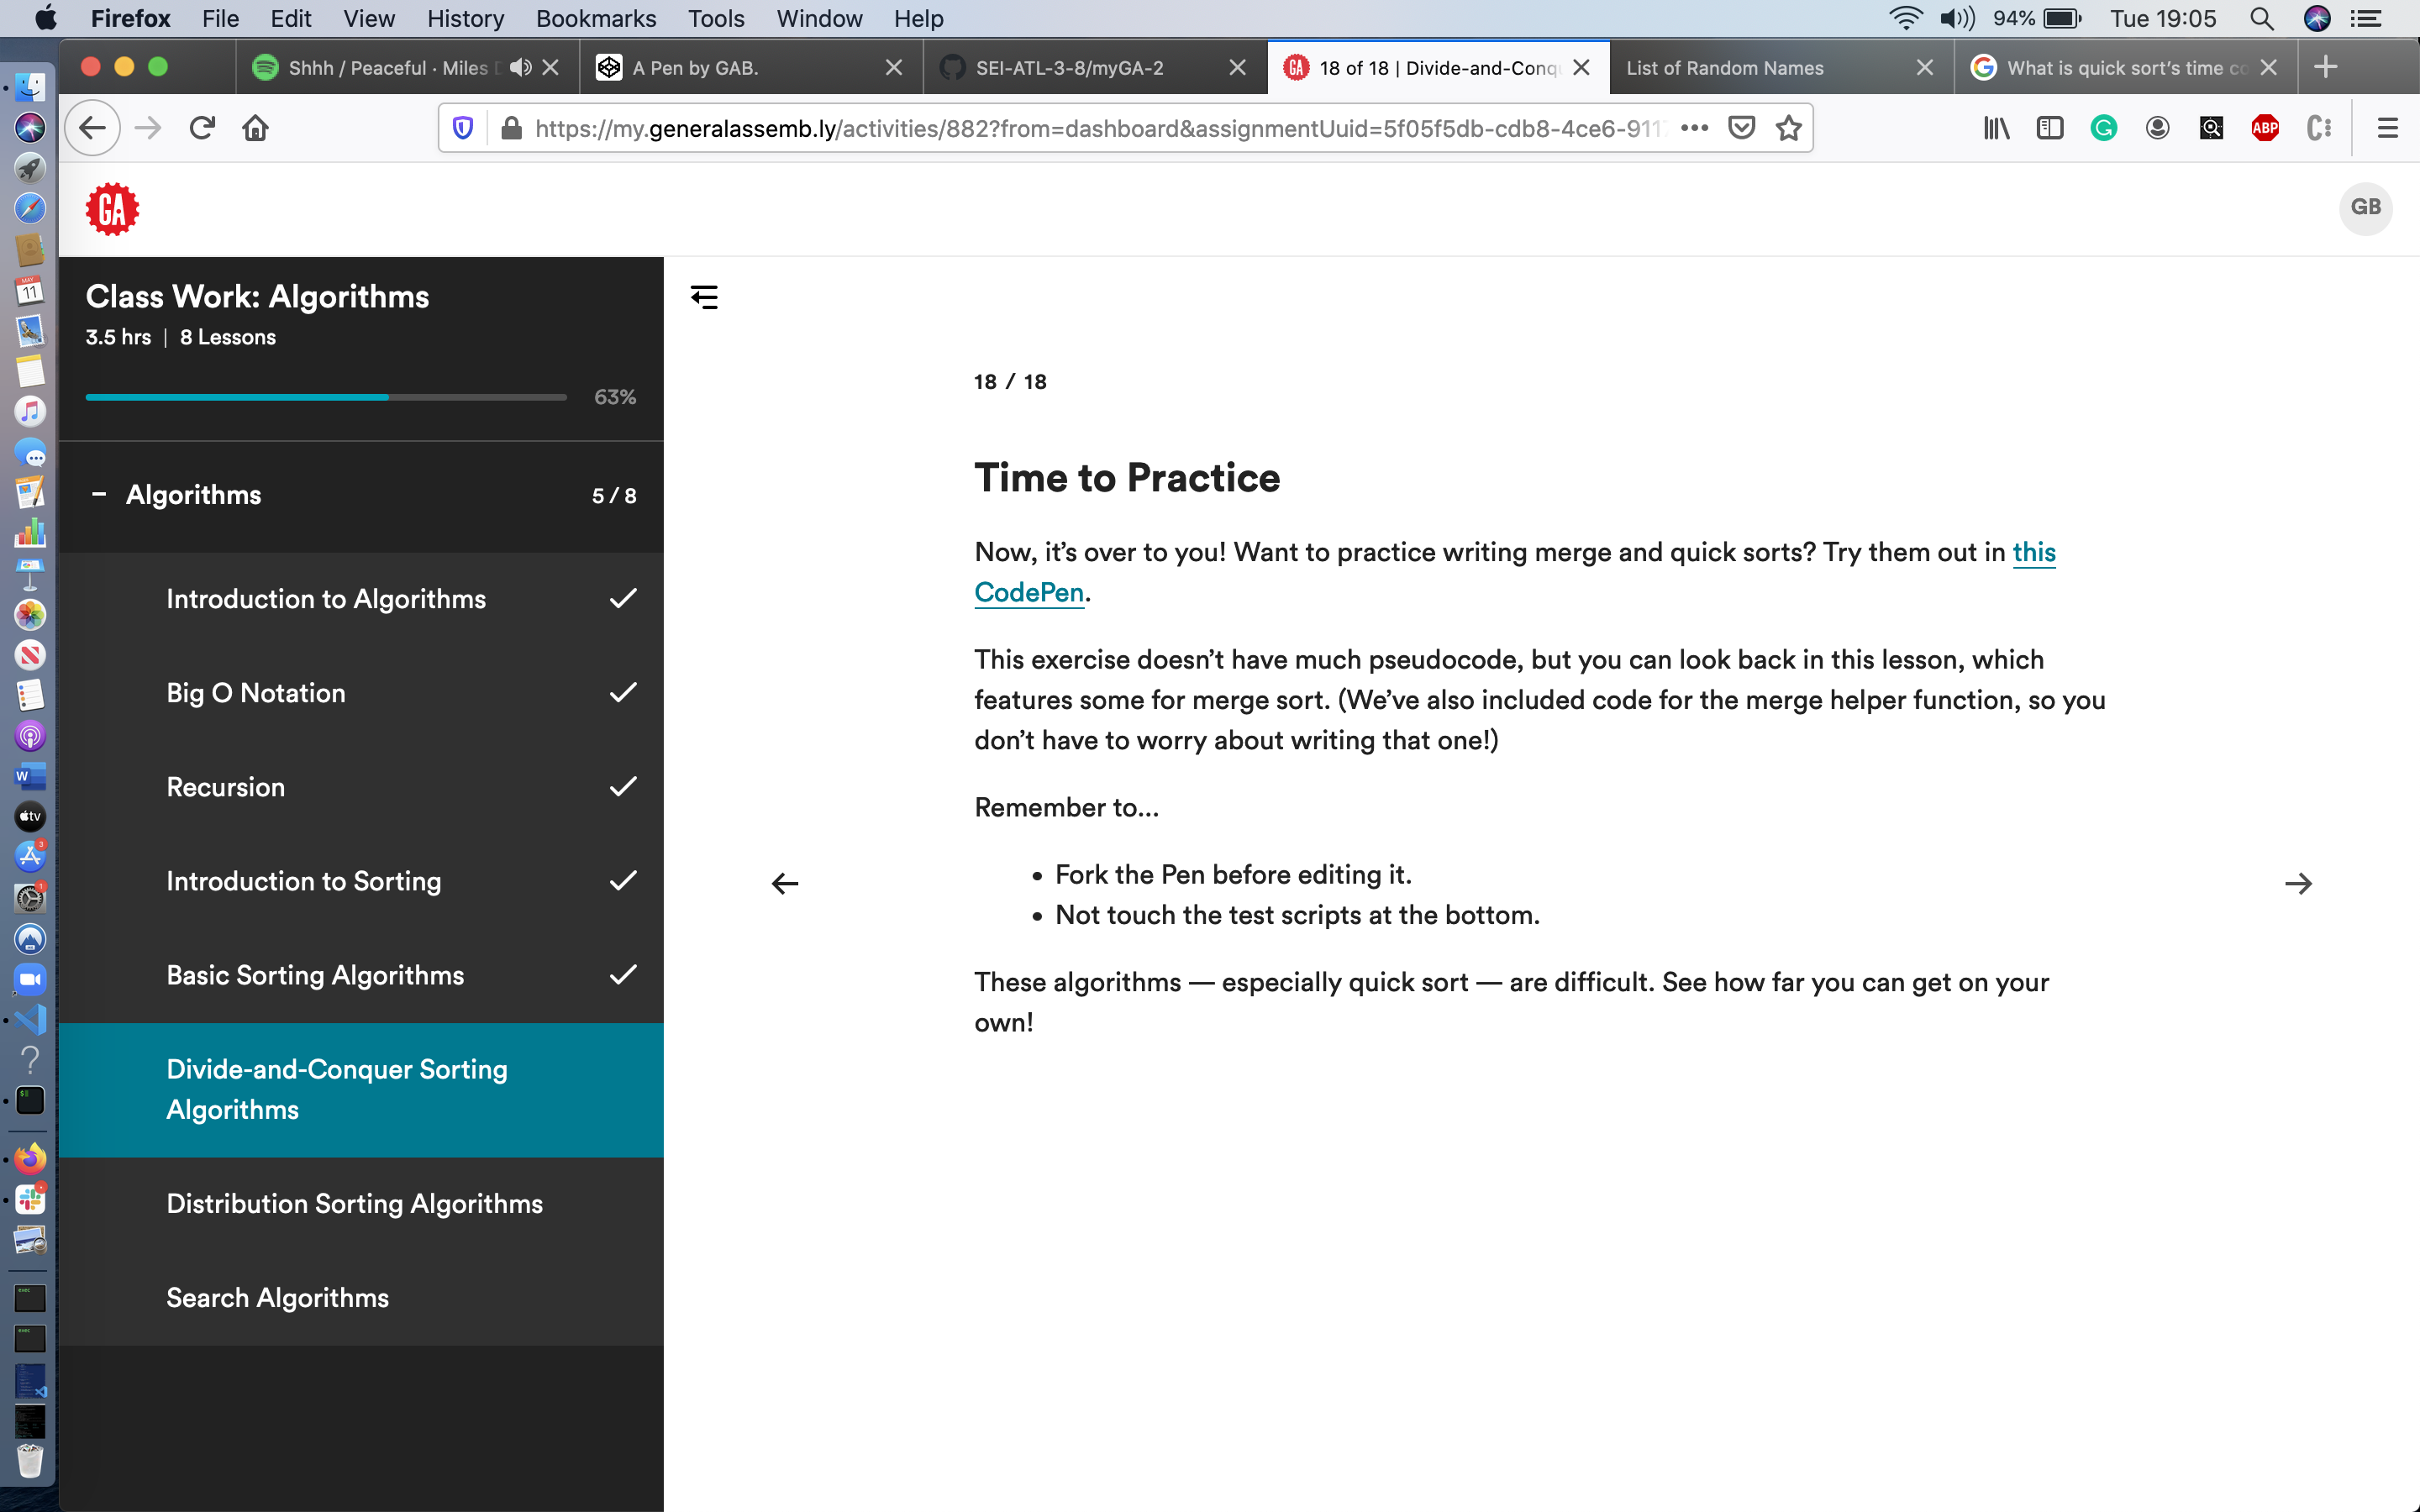 Firefox File Edit View History Bookmarks Tools Window Help 94% Tue 19:05
Shhh / Peaceful · Miles A Pen by GAB. SEI-ATL-3-8/myGA-2 GA 18 of 18 | Divide-and-Conq List of Random Names What is quick sort's time co
https://my.generalassemb.ly/activities/882?from=dashboard&assignmentUuid=5f05f5db-cdb8-4ce6-911 ABP
GA
GB
Class Work: Algorithms
3.5 hrs | 8 Lessons
63%
Algorithms 5 / 8
Introduction to Algorithms
Big O Notation
Recursion
Introduction to Sorting
Basic Sorting Algorithms
Divide-and-Conquer Sorting
Algorithms
Distribution Sorting Algorithms
Search Algorithms
18 / 18
Time to Practice
Now, it’s over to you! Want to practice writing merge and quick sorts? Try them out in this
CodePen.
This exercise doesn’t have much pseudocode, but you can look back in this lesson, which
features some for merge sort. (We’ve also included code for the merge helper function, so you
don’t have to worry about writing that one!)
Remember to...
• Fork the Pen before editing it.
• Not touch the test scripts at the bottom.
These algorithms — especially quick sort — are difficult. See how far you can get on your
own!
MAY
11
W
tv
3
1